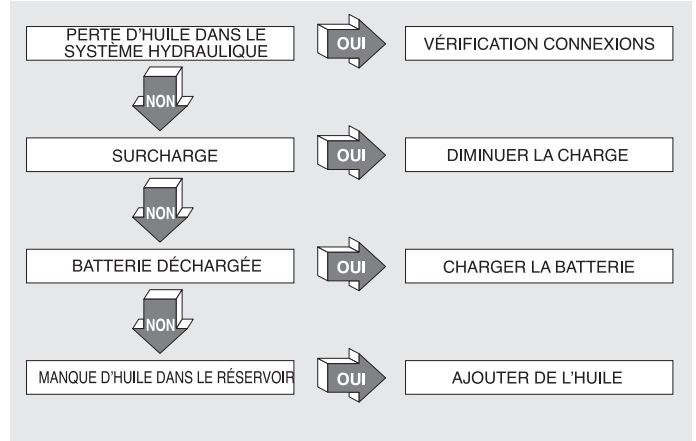 PERTE D'HUILE DANS LE
SYSTÈME HYDRAULIQUE
OUI
VÉRIFICATION CONNEXIONS
NON
SURCHARGE
OUI
DIMINUER LA CHARGE
NON
BATTERIE DÉCHARGÉE
OUI
CHARGER LA BATTERIE
NON
MANQUE D'HUILE DANS LE RÉSERVOIR
OUI
AJOUTER DE L'HUILE